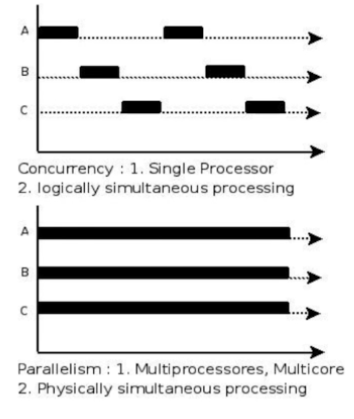 A
B
C
Concurrency : 1. Single Processor
2. logically simultaneous processing
A
B
C
Parallelism : 1. Multiprocessores, Multicore
2. Physically simultaneous processing